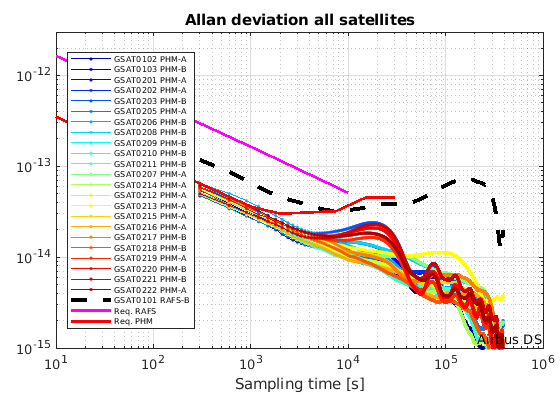 Allan deviation all satellites
10^-12
10^-13
10^-14
10^-15
GSAT0102 PHM-A
GSAT0103 PHM-B
GSAT0201 PHM-A
GSAT0202 PHM-A
GSAT0203 PHM-B
GSAT0205 PHM-A
GSAT0206 PHM-B
GSAT0208 PHM-B
GSAT0209 PHM-B
GSAT0210 PHM-A
GSAT0211 PHM-B
GSAT0207 PHM-A
GSAT0214 PHM-A
GSAT0212 PHM-A
GSAT0213 PHM-A
GSAT0215 PHM-A
GSAT0216 PHM-A
GSAT0217 PHM-B
GSAT0218 PHM-B
GSAT0219 PHM-A
GSAT0220 PHM-A
GSAT0221 PHM-B
GSAT0222 PHM-A
GSAT0101 RAFS-B
Req. RAFS
Req. PHM
Airbus DS
10^1 10^2 10^3 10^4 10^5 10^6
Sampling time [s]